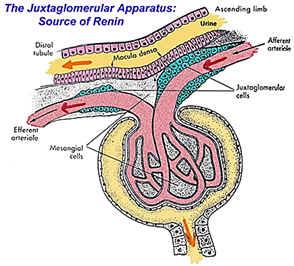 The Juxtaglomerular Apparatus:
Source of Renin
Ascending limb
Urine
Distal
tubule
Macula densa
Afferent
arteriole
Juxtaglomerular
cells
Efferent
arteriole
Mesangial
cells